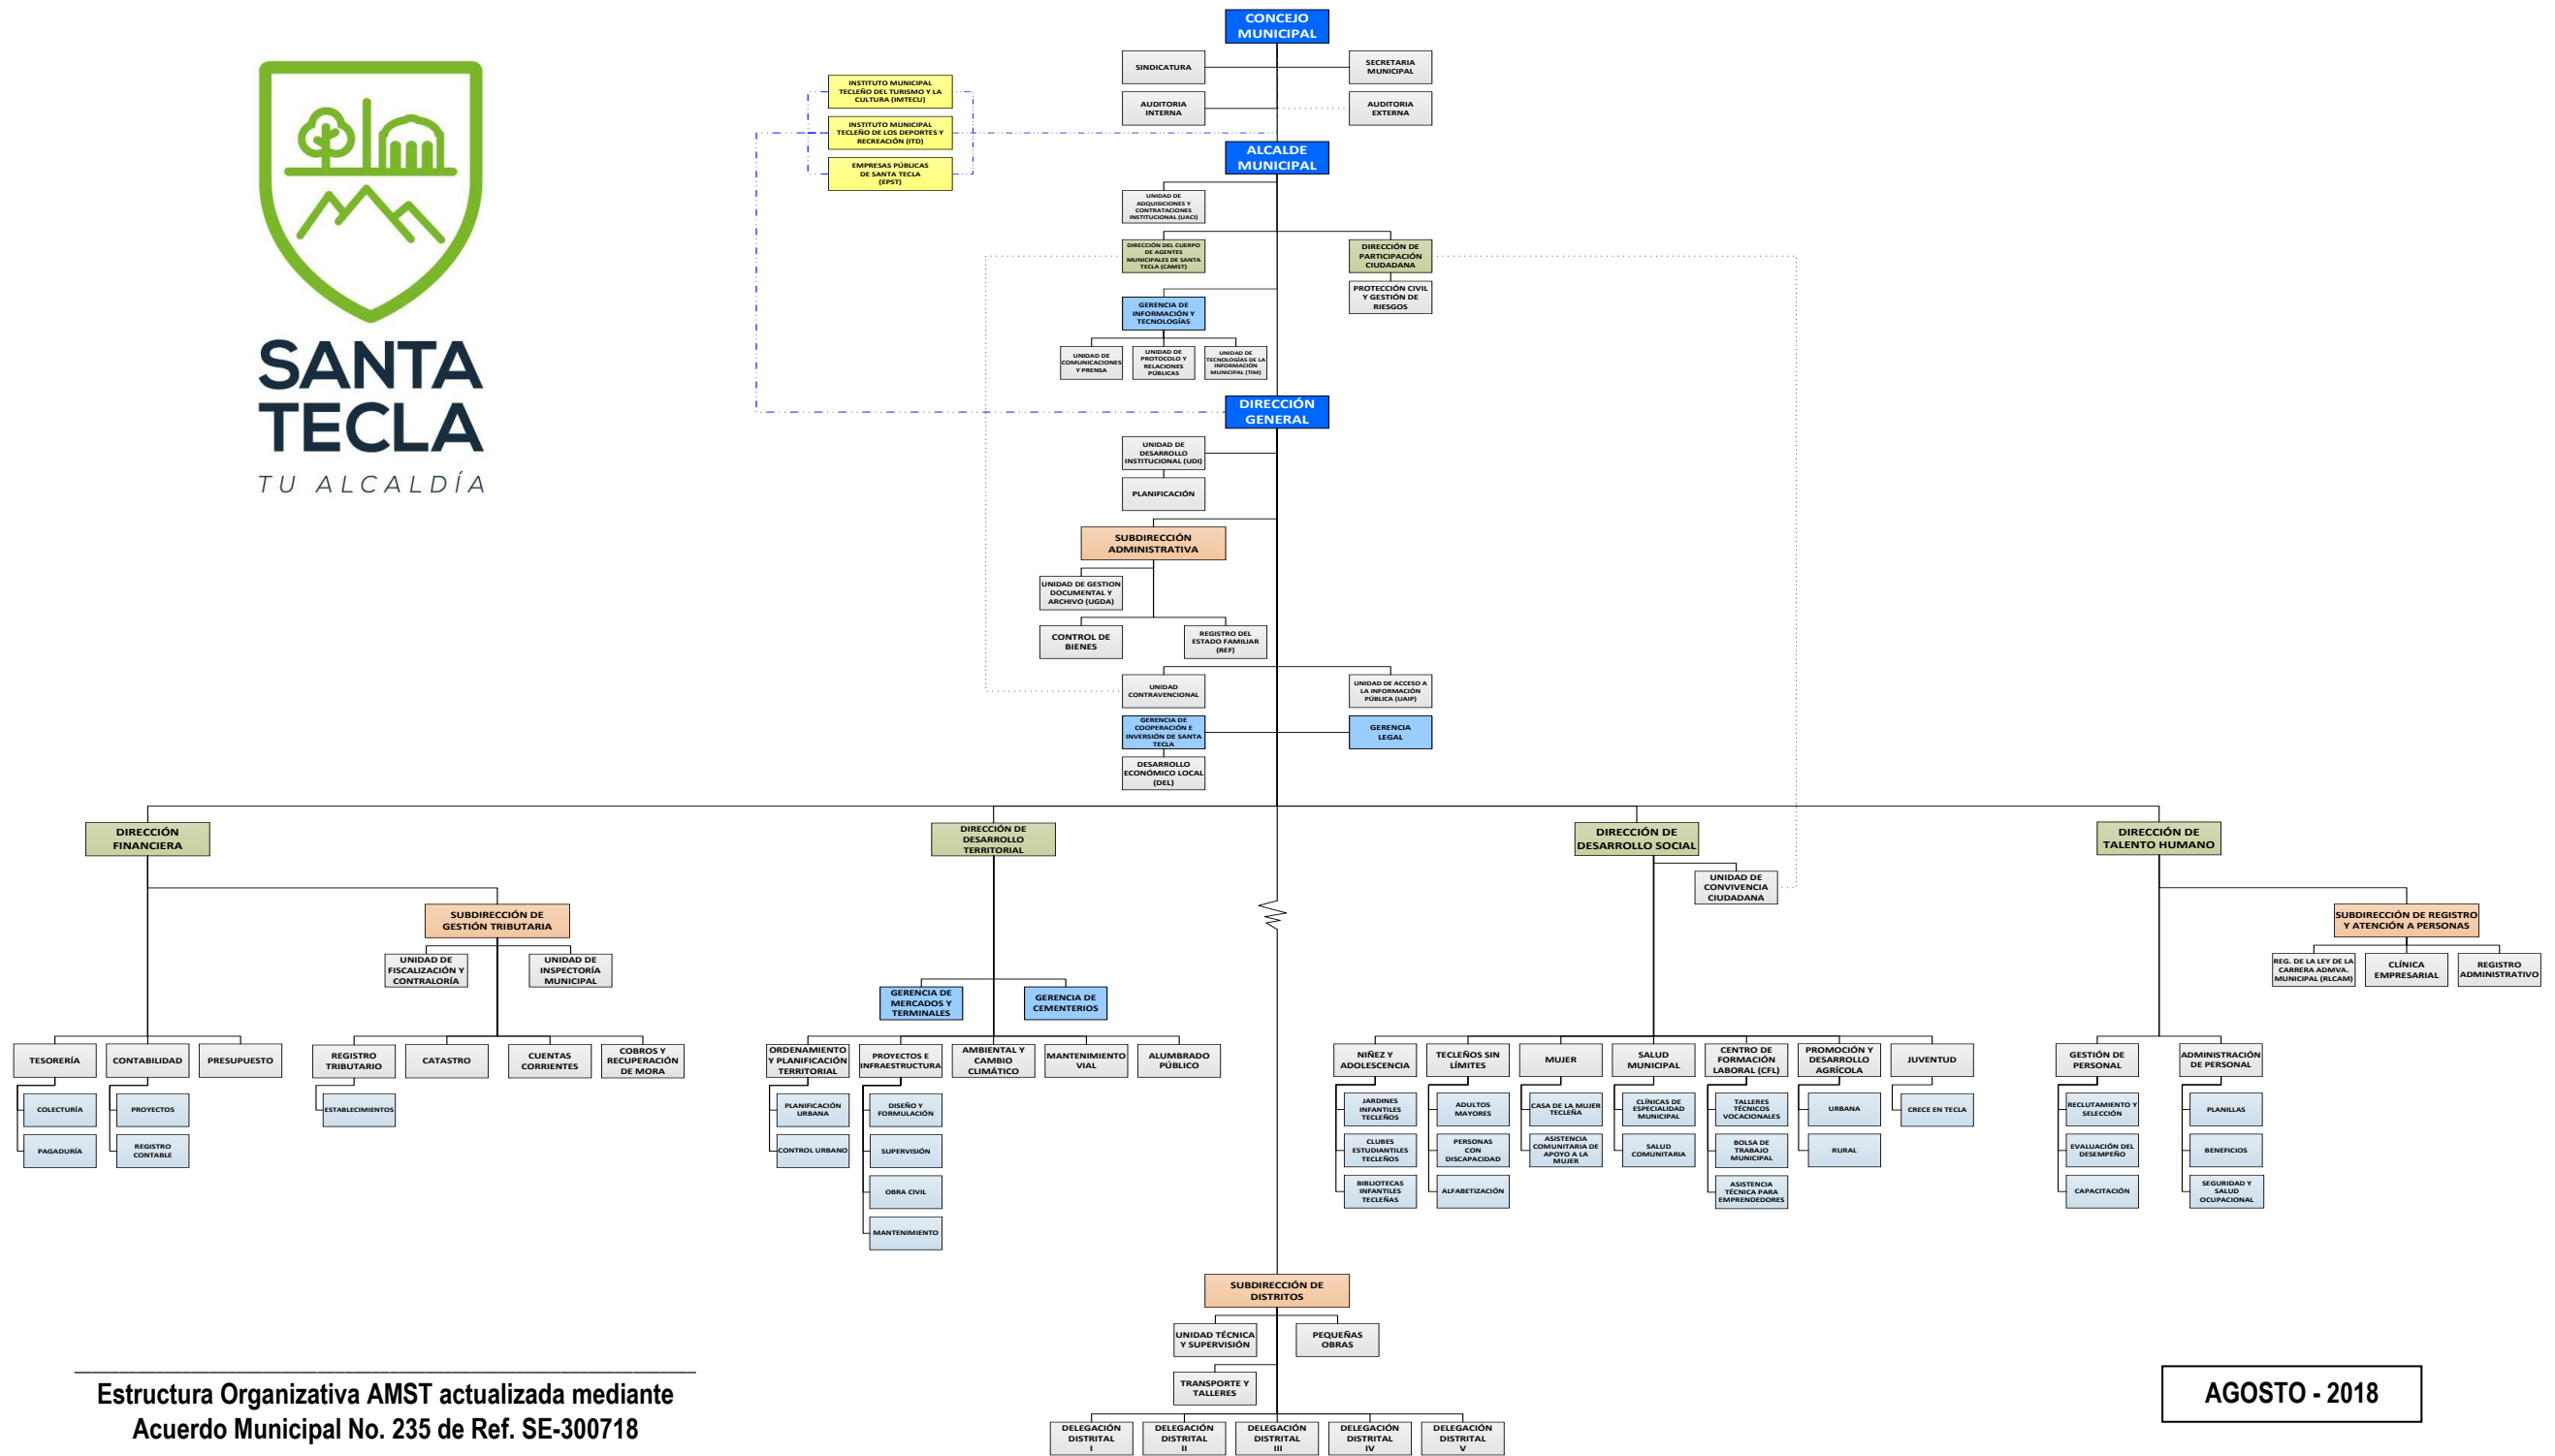 CONCEJO
MUNICIPAL
SINDICATURA
SECRETARIA
MUNICIPAL
AUDITORIA
INTERNA
AUDITORIA
EXTERNA
INSTITUTO MUNICIPAL
TECLEÑO DEL TURISMO Y LA
CULTURA (IMTECU)
INSTITUTO MUNICIPAL
TECLEÑO DE LOS DEPORTES Y
RECREACIÓN (ITD)
EMPRESAS PÚBLICAS
DE SANTA TECLA
(EPST)
SANTA
TECLA
TU ALCALDÍA
ALCALDE
MUNICIPAL
UNIDAD DE
ADQUISICIONES Y
CONTRATACIONES
INSTITUCIONAL (UACI)
DIRECCIÓN DEL CUERPO
DE AGENTES
MUNICIPALES DE SANTA
TECLA (CAMST)
DIRECCIÓN DE
PARTICIPACIÓN
CIUDADANA
PROTECCIÓN CIVIL
Y GESTIÓN DE
RIESGOS
GERENCIA DE
INFORMACIÓN Y
TECNOLOGÍAS
UNIDAD DE
COMUNICACIONES
Y PRENSA
UNIDAD DE
PROTOCOLO Y
RELACIONES
PÚBLICAS
UNIDAD DE
TECNOLOGÍAS DE LA
INFORMACIÓN
MUNICIPAL (TIM)
DIRECCIÓN
GENERAL
UNIDAD DE
DESARROLLO
INSTITUCIONAL (UDI)
PLANIFICACIÓN
SUBDIRECCIÓN
ADMINISTRATIVA
UNIDAD DE GESTION
DOCUMENTAL Y
ARCHIVO (UGDA)
CONTROL DE
BIENES
REGISTRO DEL
ESTADO FAMILIAR
(REF)
UNIDAD
CONTRAVENCIONAL
UNIDAD DE ACCESO A
LA INFORMACIÓN
PÚBLICA (UAIP)
GERENCIA DE
COOPERACIÓN E
INVERSIÓN DE SANTA
TECLA
GERENCIA
LEGAL
DESARROLLO
ECONÓMICO LOCAL
(DEL)
DIRECCIÓN
FINANCIERA
SUBDIRECCIÓN DE
GESTIÓN TRIBUTARIA
UNIDAD DE
FISCALIZACIÓN Y
CONTRALORÍA
UNIDAD DE
INSPECTORÍA
MUNICIPAL
TESORERÍA
COLECTURÍA
PAGADURÍA
CONTABILIDAD
PROYECTOS
REGISTRO
CONTABLE
PRESUPUESTO
REGISTRO
TRIBUTARIO
ESTABLECIMIENTOS
CATASTRO
CUENTAS
CORRIENTES
COBROS Y
RECUPERACIÓN
DE MORA
DIRECCIÓN DE
DESARROLLO
TERRITORIAL
GERENCIA DE
MERCADOS Y
TERMINALES
GERENCIA DE
CEMENTERIOS
ORDENAMIENTO
Y PLANIFICACIÓN
TERRITORIAL
PLANIFICACIÓN
URBANA
CONTROL URBANO
PROYECTOS E
INFRAESTRUCTURA
DISEÑO Y
FORMULACIÓN
SUPERVISIÓN
OBRA CIVIL
MANTENIMIENTO
AMBIENTAL Y
CAMBIO
CLIMÁTICO
MANTENIMIENTO
VIAL
ALUMBRADO
PÚBLICO
DIRECCIÓN DE
DESARROLLO SOCIAL
UNIDAD DE
CONVIVENCIA
CIUDADANA
NIÑEZ Y
ADOLESCENCIA
JARDINES
INFANTILES
TECLEÑOS
CLUBES
ESTUDIANTILES
TECLEÑOS
BIBLIOTECAS
INFANTILES
TECLEÑAS
TECLEÑOS SIN
LÍMITES
ADULTOS
MAYORES
PERSONAS
CON
DISCAPACIDAD
ALFABETIZACIÓN
MUJER
CASA DE LA MUJER
TECLEÑA
ASISTENCIA
COMUNITARIA DE
APOYO A LA
MUJER
SALUD
MUNICIPAL
CLÍNICAS DE
ESPECIALIDAD
MUNICIPAL
SALUD
COMUNITARIA
CENTRO DE
FORMACIÓN
LABORAL (CFL)
TALLERES
TÉCNICOS
VOCACIONALES
BOLSA DE
TRABAJO
MUNICIPAL
ASISTENCIA
TÉCNICA PARA
EMPRENDEDORES
PROMOCIÓN Y
DESARROLLO
AGRÍCOLA
URBANA
RURAL
JUVENTUD
CRECE EN TECLA
DIRECCIÓN DE
TALENTO HUMANO
SUBDIRECCIÓN DE REGISTRO
Y ATENCIÓN A PERSONAS
REG. DE LA LEY DE LA
CARRERA ADMVA.
MUNICIPAL (RLCAM)
CLÍNICA
EMPRESARIAL
REGISTRO
ADMINISTRATIVO
GESTIÓN DE
PERSONAL
RECLUTAMIENTO Y
SELECCIÓN
EVALUACIÓN DEL
DESEMPEÑO
CAPACITACIÓN
ADMINISTRACIÓN
DE PERSONAL
PLANILLAS
BENEFICIOS
SEGURIDAD Y
SALUD
OCUPACIONAL
SUBDIRECCIÓN DE
DISTRITOS
UNIDAD TÉCNICA
Y SUPERVISIÓN
PEQUEÑAS
OBRAS
TRANSPORTE Y
TALLERES
DELEGACIÓN
DISTRITAL
I
DELEGACIÓN
DISTRITAL
II
DELEGACIÓN
DISTRITAL
III
DELEGACIÓN
DISTRITAL
IV
DELEGACIÓN
DISTRITAL
V
Estructura Organizativa AMST actualizada mediante
Acuerdo Municipal No. 235 de Ref. SE-300718
AGOSTO - 2018